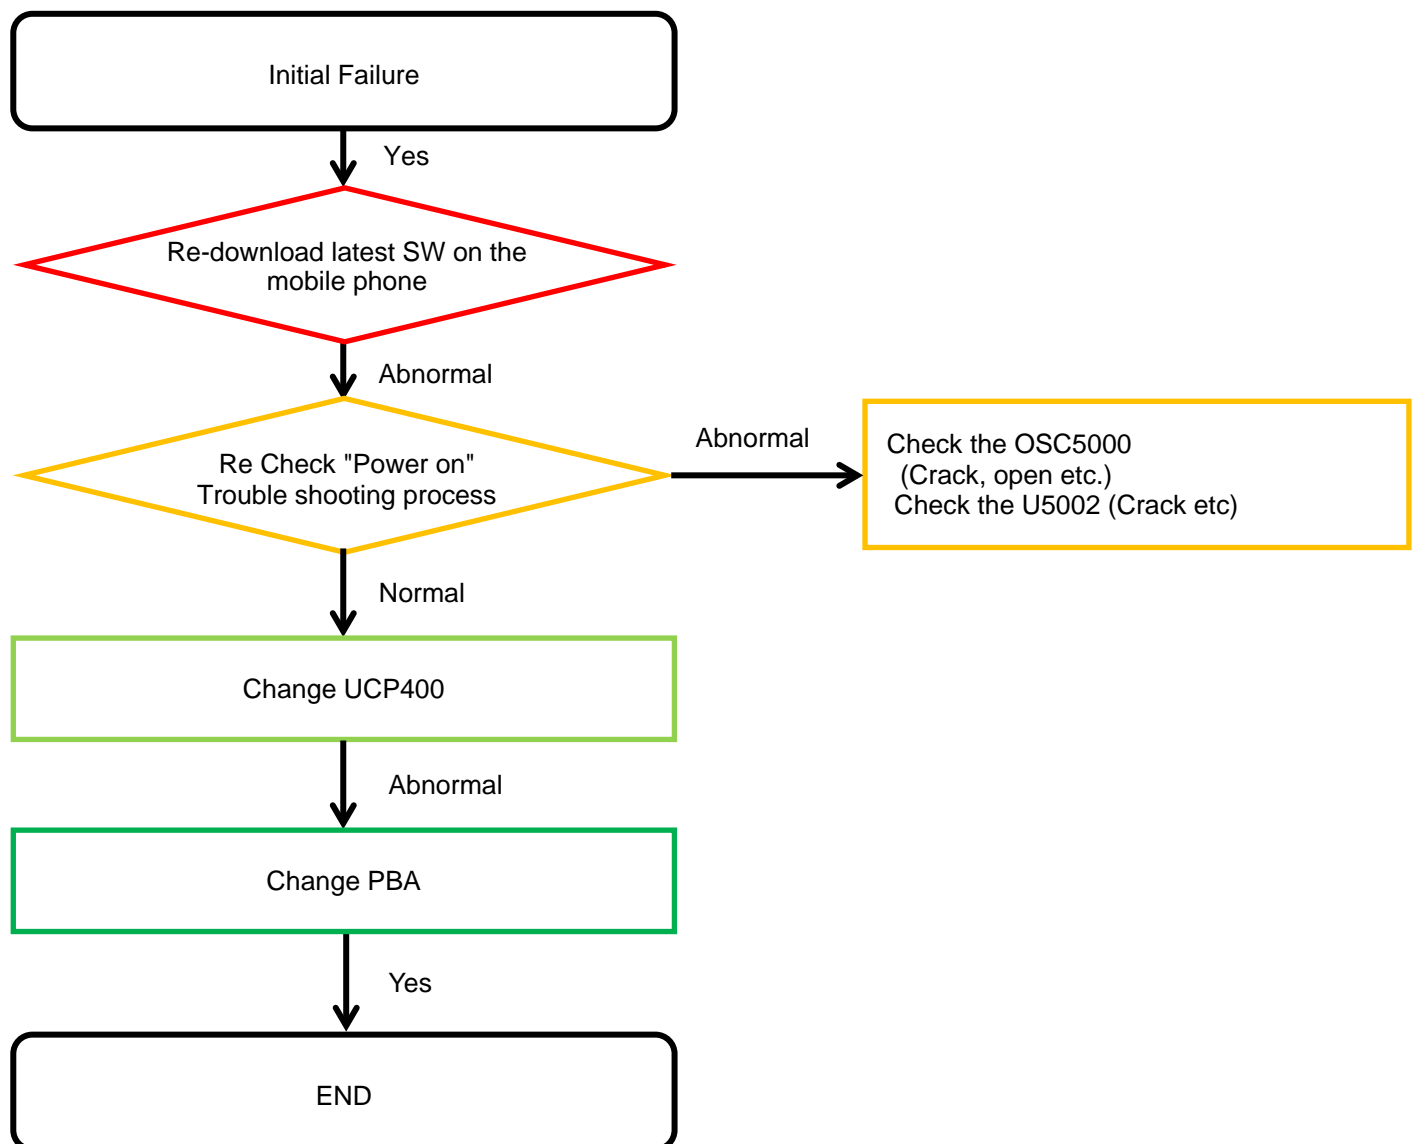 Initial Failure
Yes
Re-download latest SW on the
mobile phone
Abnormal
Re Check "Power on"
Trouble shooting process
Abnormal
Check the OSC5000
(Crack, open etc.)
Check the U5002 (Crack etc)
Normal
Change UCP400
Abnormal
Change PBA
Yes
END